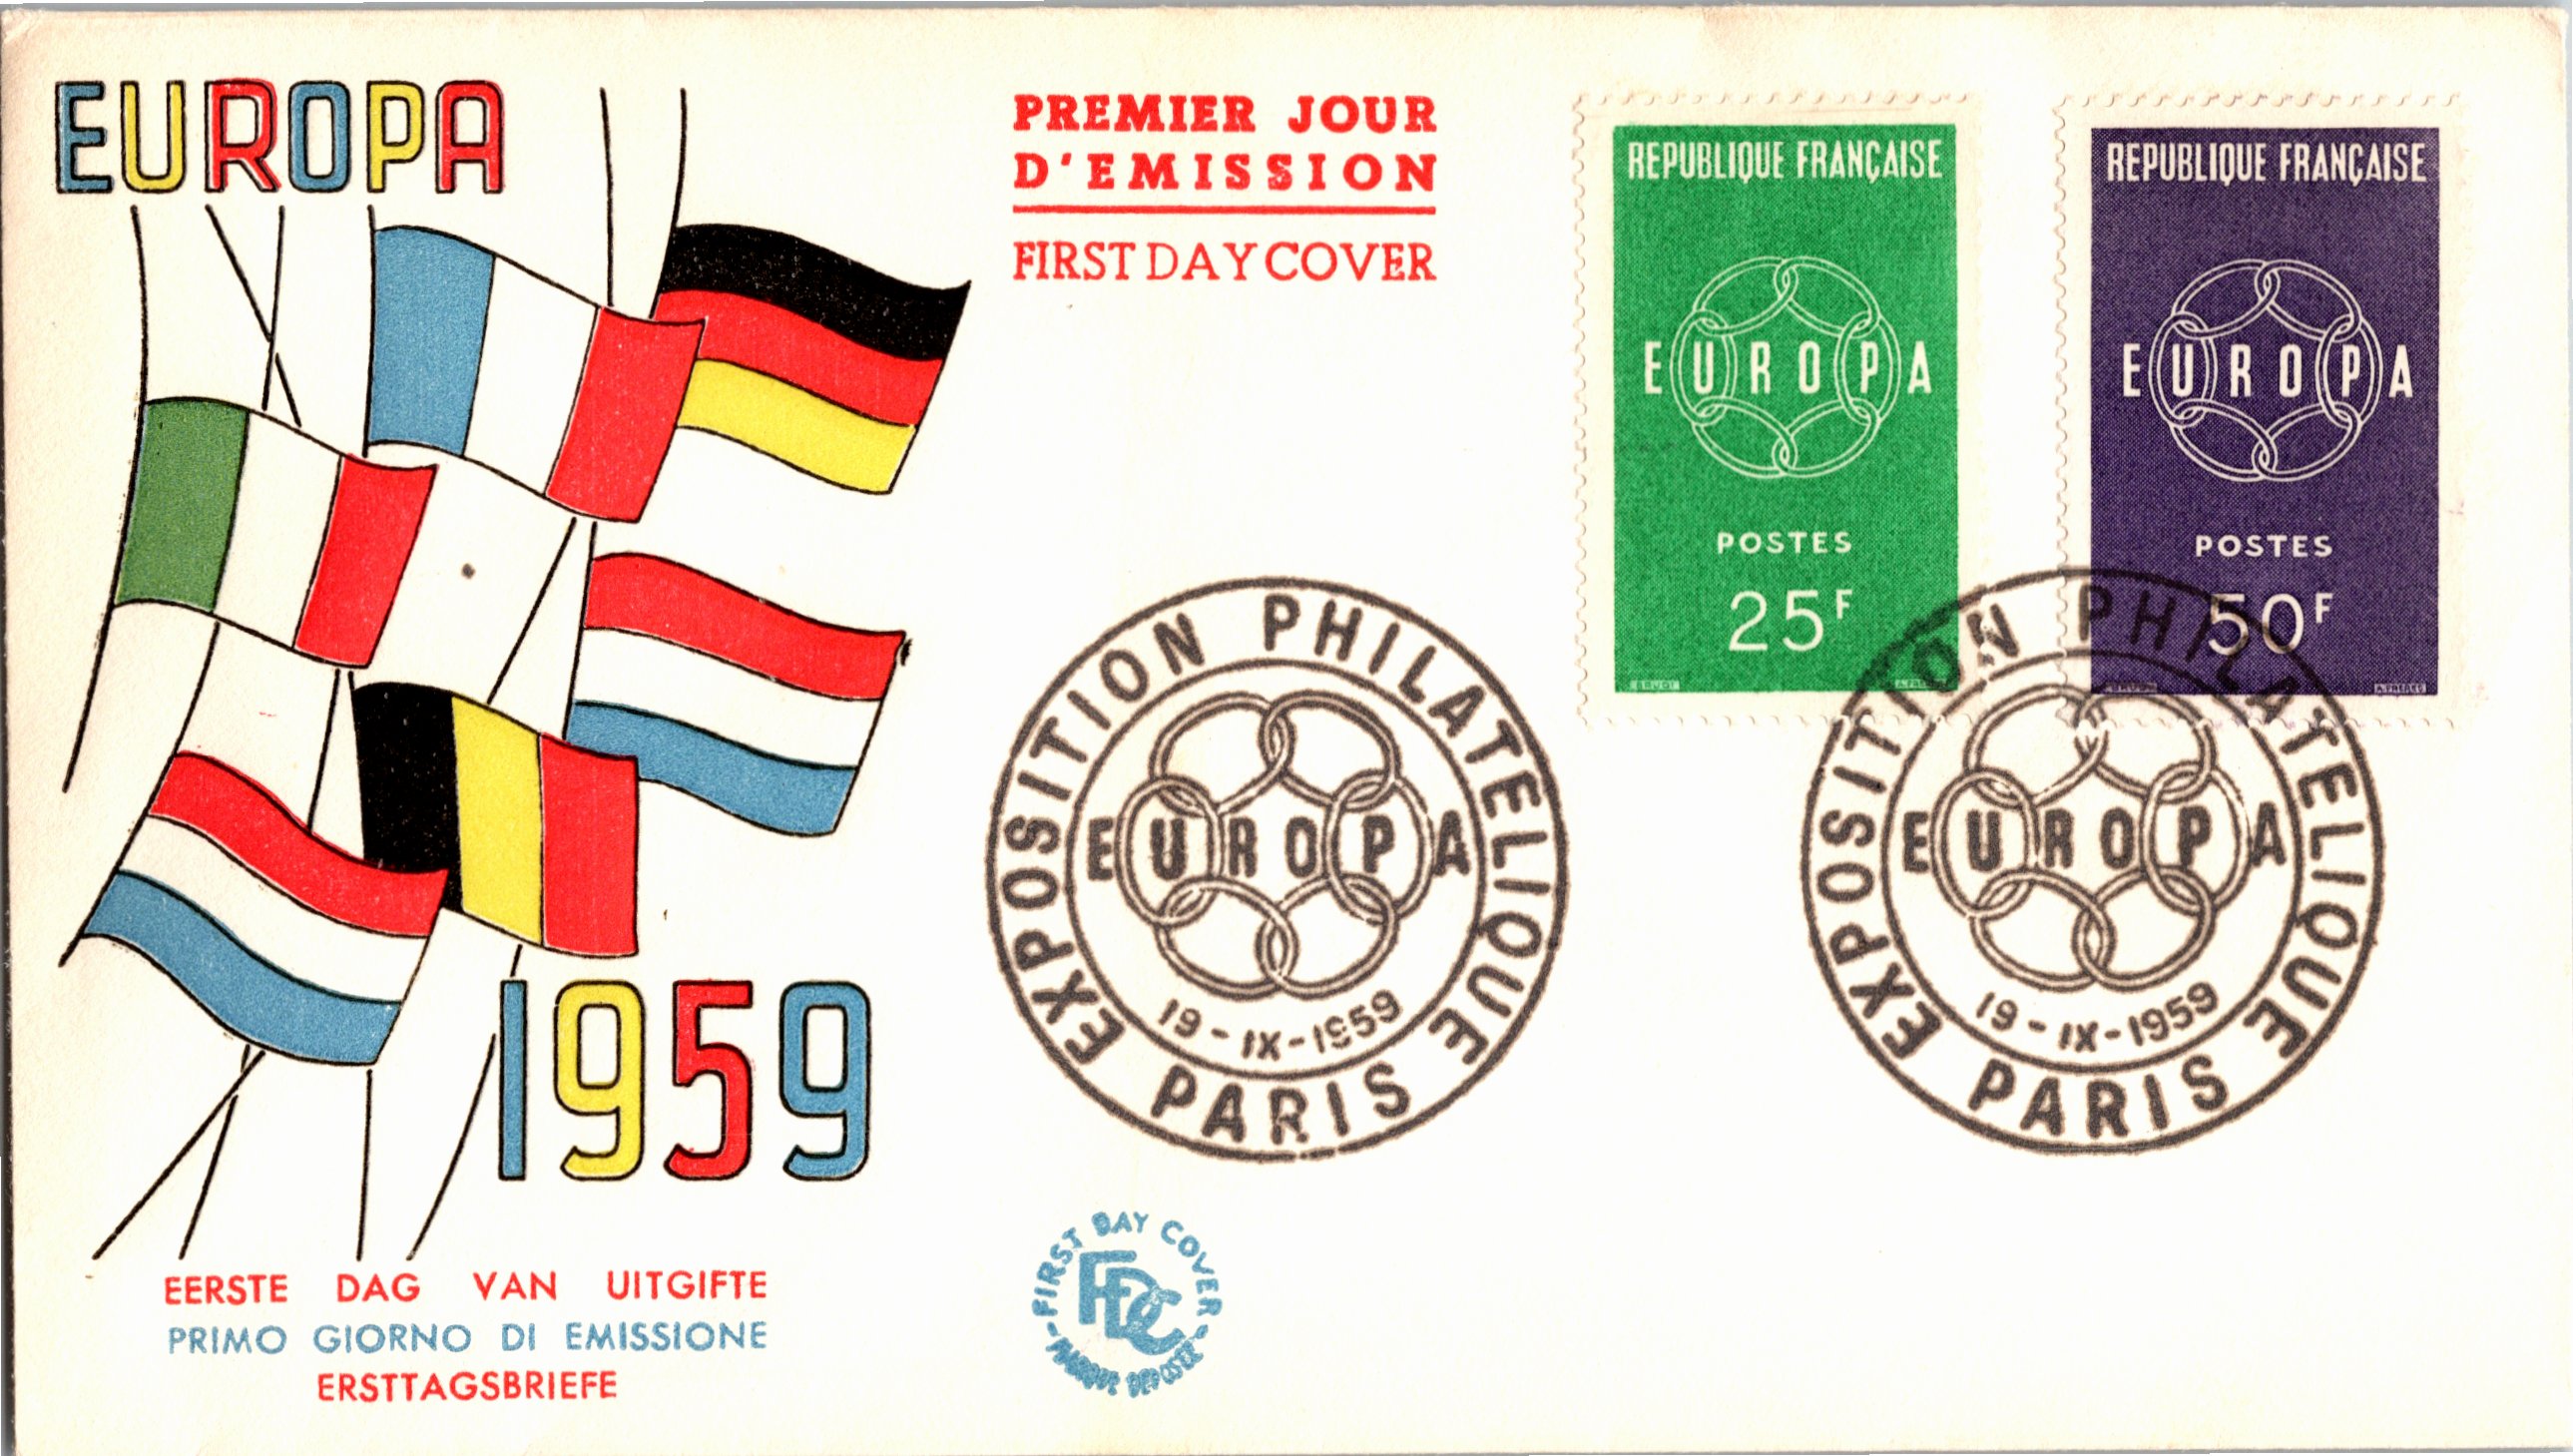 EUROPA
PREMIER JOUR
D'EMISSION
FIRST DAY COVER
REPUBLIQUE FRANÇAISE
EUROPA
POSTES
25F
REPUBLIQUE FRANÇAISE
EUROPA
POSTES
50F
EXPOSITION PHILATELIQUE
EUROPA
19-IX-1959
PARIS
EXPOSITION PHILATELIQUE
EUROPA
19-IX-1959
PARIS
1959
EERSTE DAG VAN UITGIFTE
PRIMO GIORNO DI EMISSIONE
ERSTTAGSBRIEFE
FIRST DAY COVER
FDC
MARQUE DEPOSEE